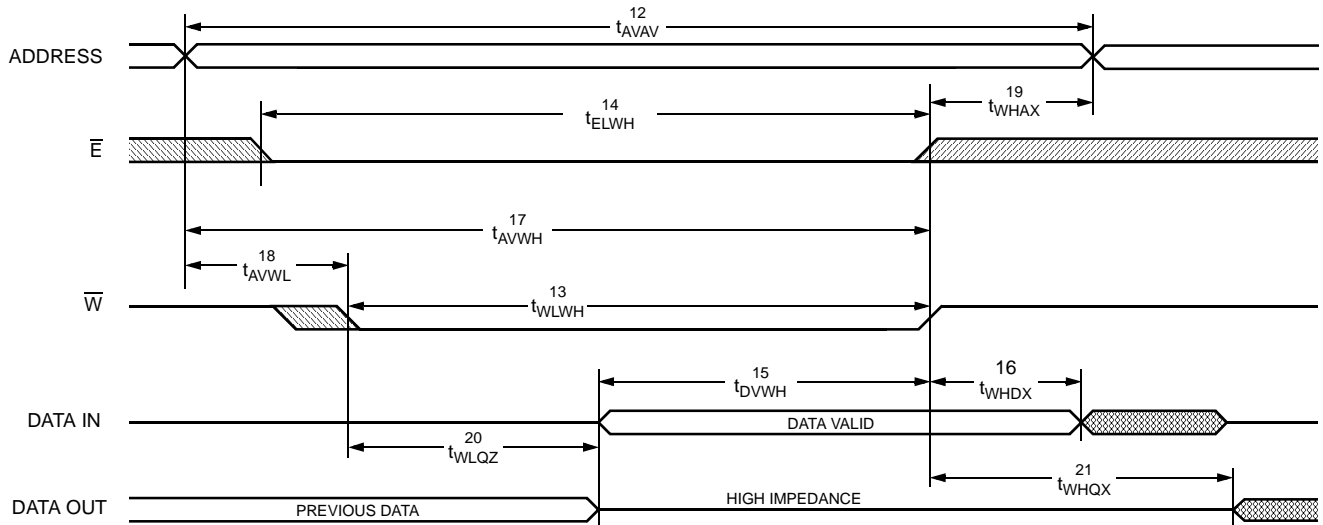 12
tAVAV
ADDRESS
14
tELWH
19
tWHAX
E̅
17
tAVWH
18
tAVWL
W̅
13
tWLWH
15
tDVWH
16
tWHDX
DATA IN
DATA VALID
20
tWLQZ
21
tWHQX
DATA OUT
PREVIOUS DATA
HIGH IMPEDANCE